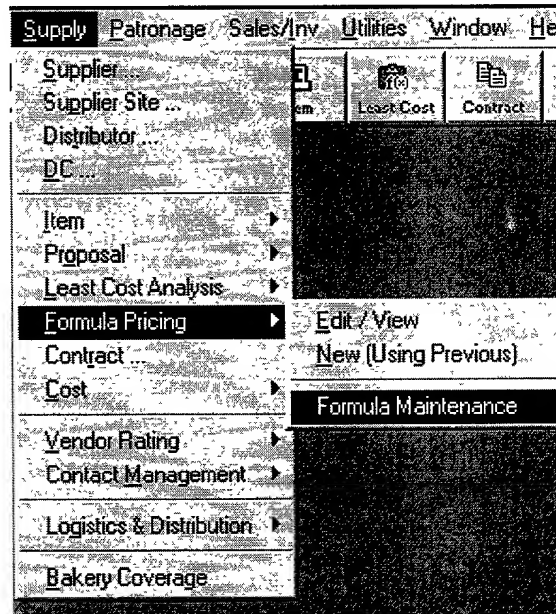 Supply Patronage Sales/Inv Utilities Window He
Supplier ...
Supplier Site ...
Distributor ...
DC ...
em
Least Cost
Contract
Item
Proposal
Least Cost Analysis
Formula Pricing
Contract ...
Cost
Vendor Rating
Contact Management
Logistics & Distribution
Bakery Coverage
Edit / View
New (Using Previous)
Formula Maintenance